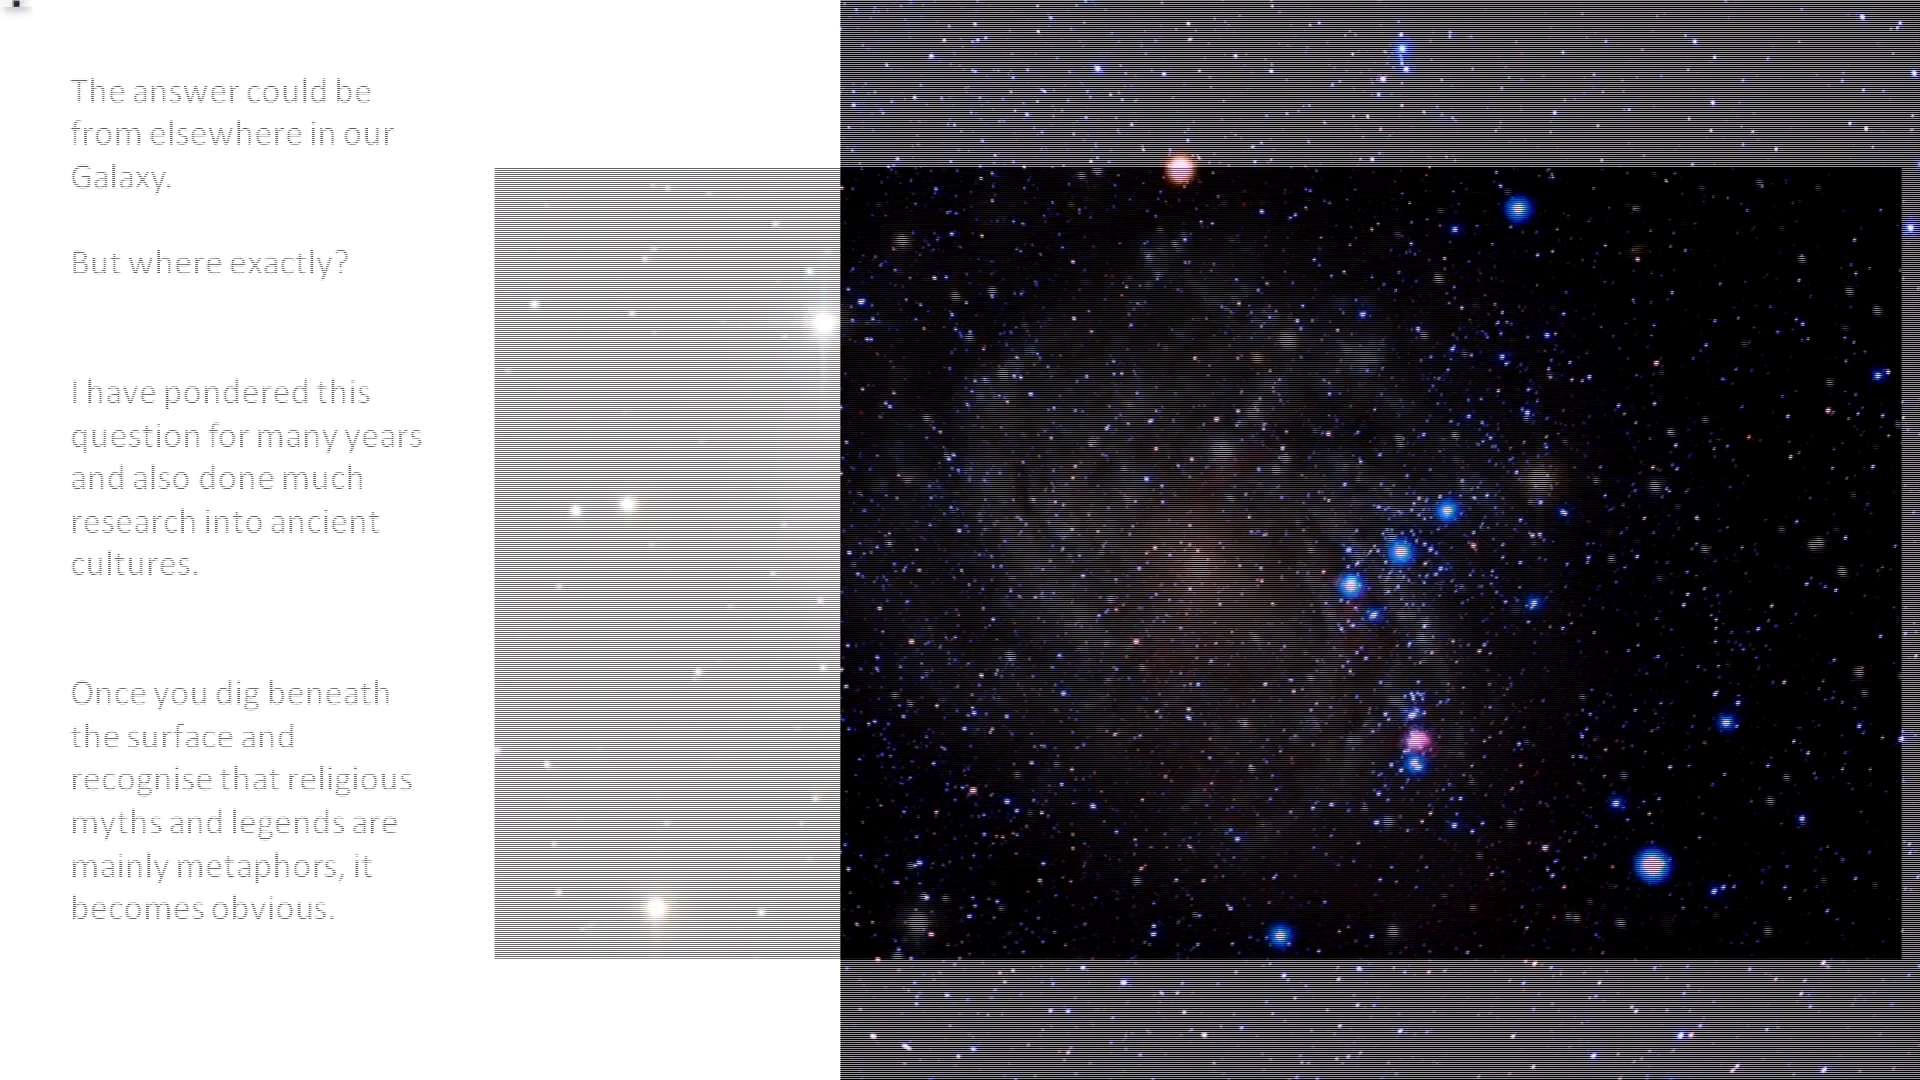 The answer could be
from elsewhere in our
Galaxy.
But where exactly?
I have pondered this
question for many years
and also done much
research into ancient
cultures.
Once you dig beneath
the surface and
recognise that religious
myths and legends are
mainly metaphors, it
becomes obvious.